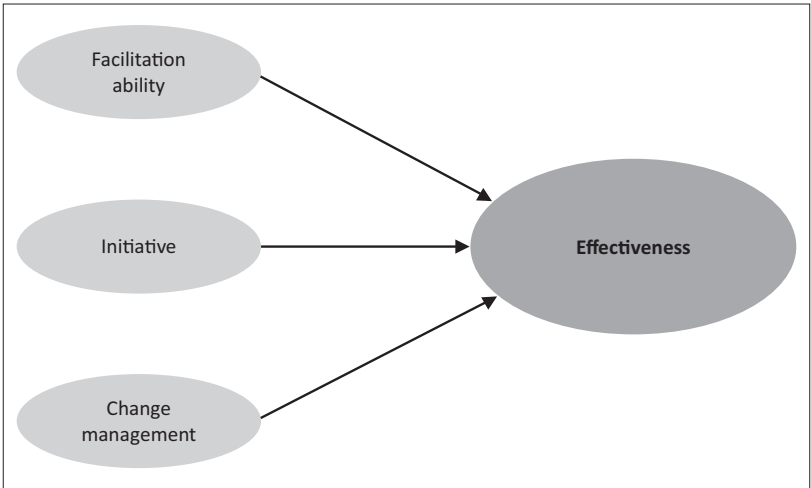 Facilitation
ability
Initiative
Effectiveness
Change
management